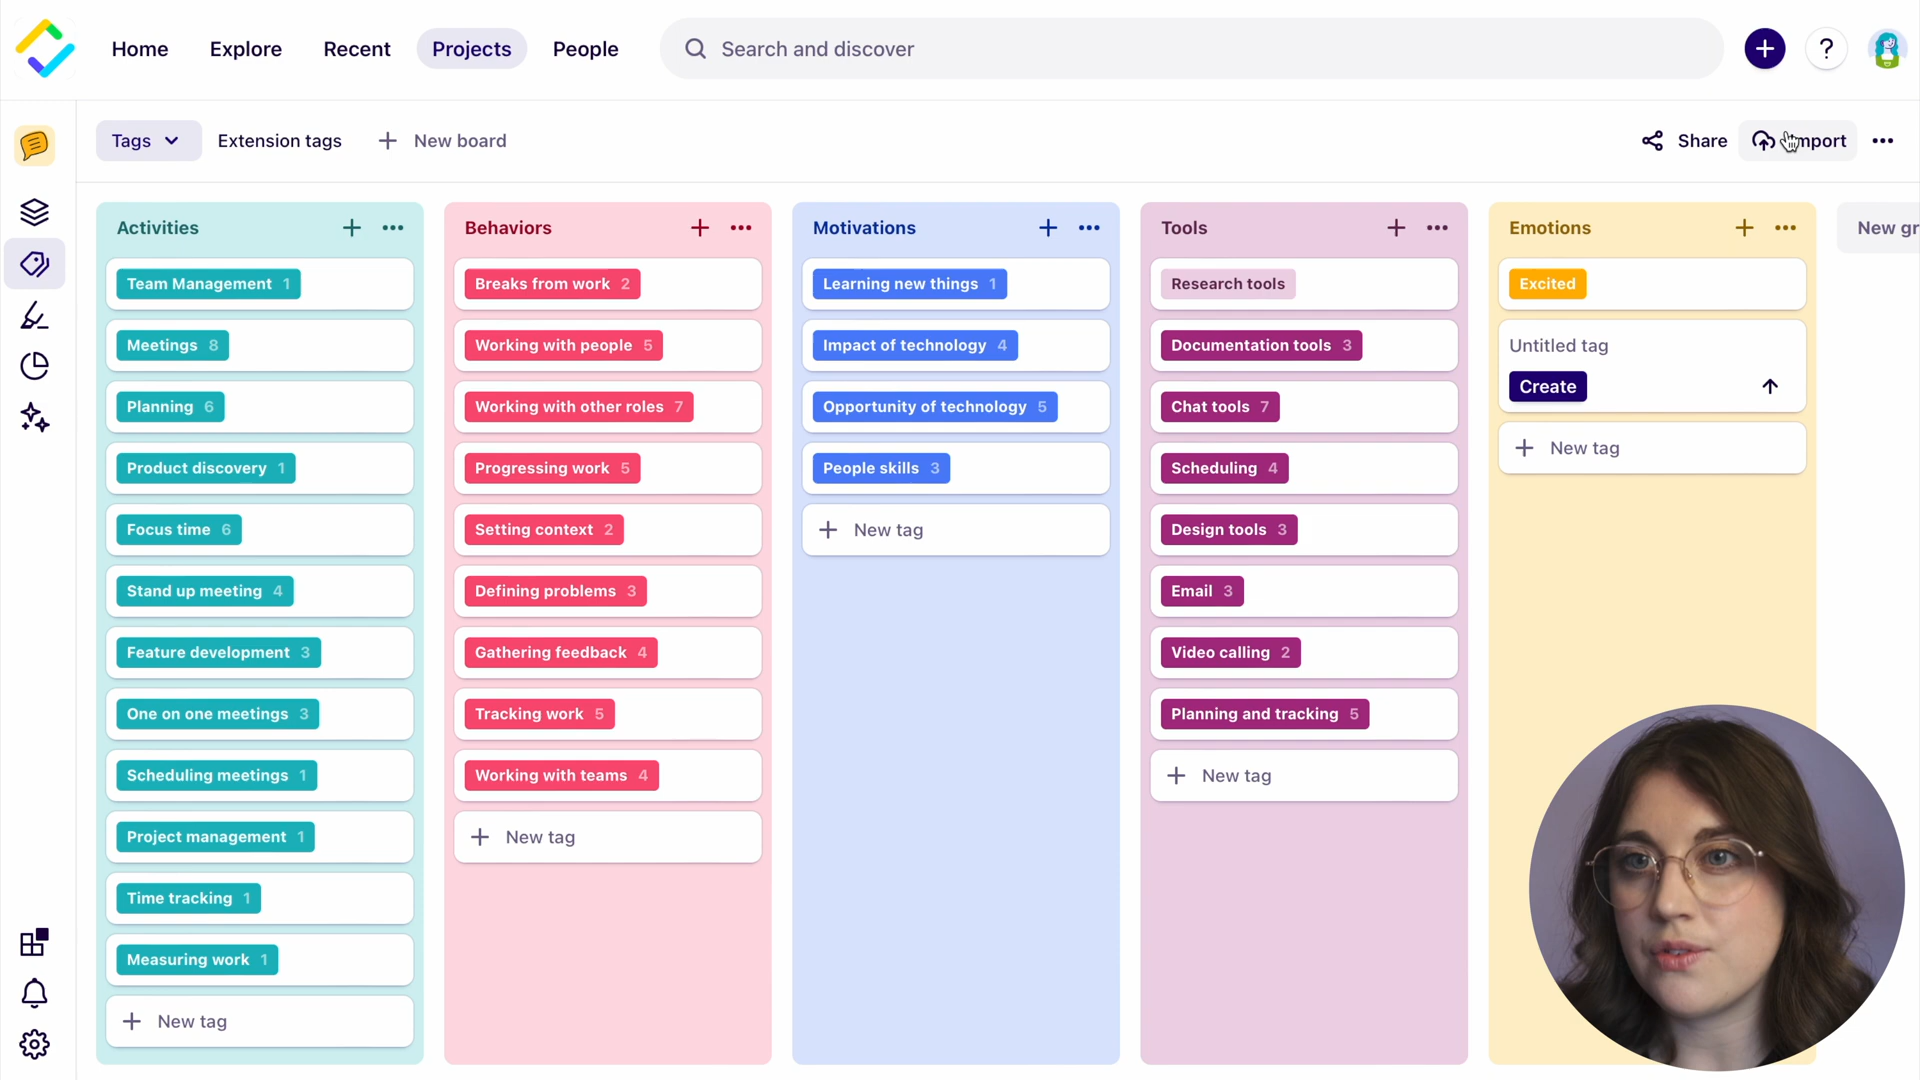 Home Explore Recent Projects People Search and discover ?
Tags Extension tags New board Share Import
Activities
Team Management 1
Meetings 8
Planning 6
Product discovery 1
Focus time 6
Stand up meeting 4
Feature development 3
One on one meetings 3
Scheduling meetings 1
Project management 1
Time tracking 1
Measuring work 1
New tag
Behaviors
Breaks from work 2
Working with people 5
Working with other roles 7
Progressing work 5
Setting context 2
Defining problems 3
Gathering feedback 4
Tracking work 5
Working with teams 4
New tag
Motivations
Learning new things 1
Impact of technology 4
Opportunity of technology 5
People skills 3
New tag
Tools
Research tools
Documentation tools 3
Chat tools 7
Scheduling 4
Design tools 3
Email 3
Video calling 2
Planning and tracking 5
New tag
Emotions
Excited
Untitled tag
Create
New tag
New gr